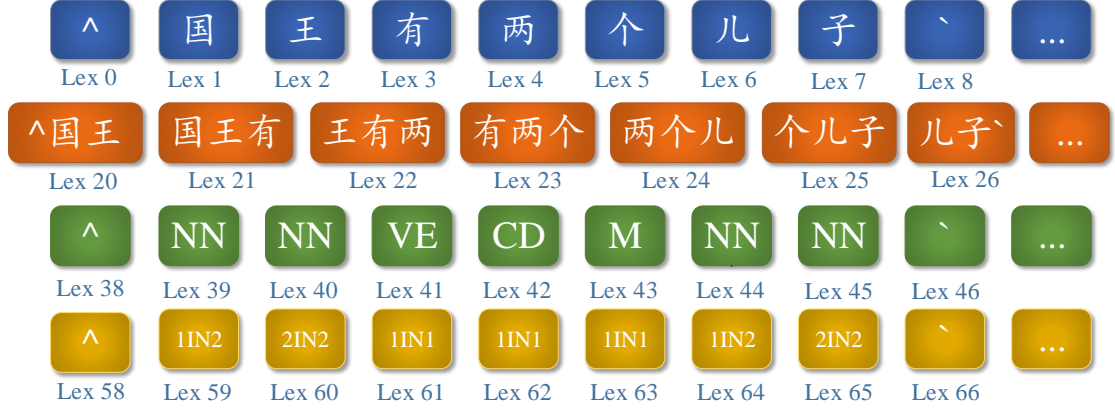 ^ 国 王 有 两 个 儿 子 ` ...
Lex 0 Lex 1 Lex 2 Lex 3 Lex 4 Lex 5 Lex 6 Lex 7 Lex 8
^国王 国王有 王有两 有两个 两个儿 个儿子 儿子` ...
Lex 20 Lex 21 Lex 22 Lex 23 Lex 24 Lex 25 Lex 26
^ NN NN VE CD M NN NN ` ...
Lex 38 Lex 39 Lex 40 Lex 41 Lex 42 Lex 43 Lex 44 Lex 45 Lex 46
^ 1IN2 2IN2 1IN1 1IN1 1IN1 1IN2 2IN2 ` ...
Lex 58 Lex 59 Lex 60 Lex 61 Lex 62 Lex 63 Lex 64 Lex 65 Lex 66